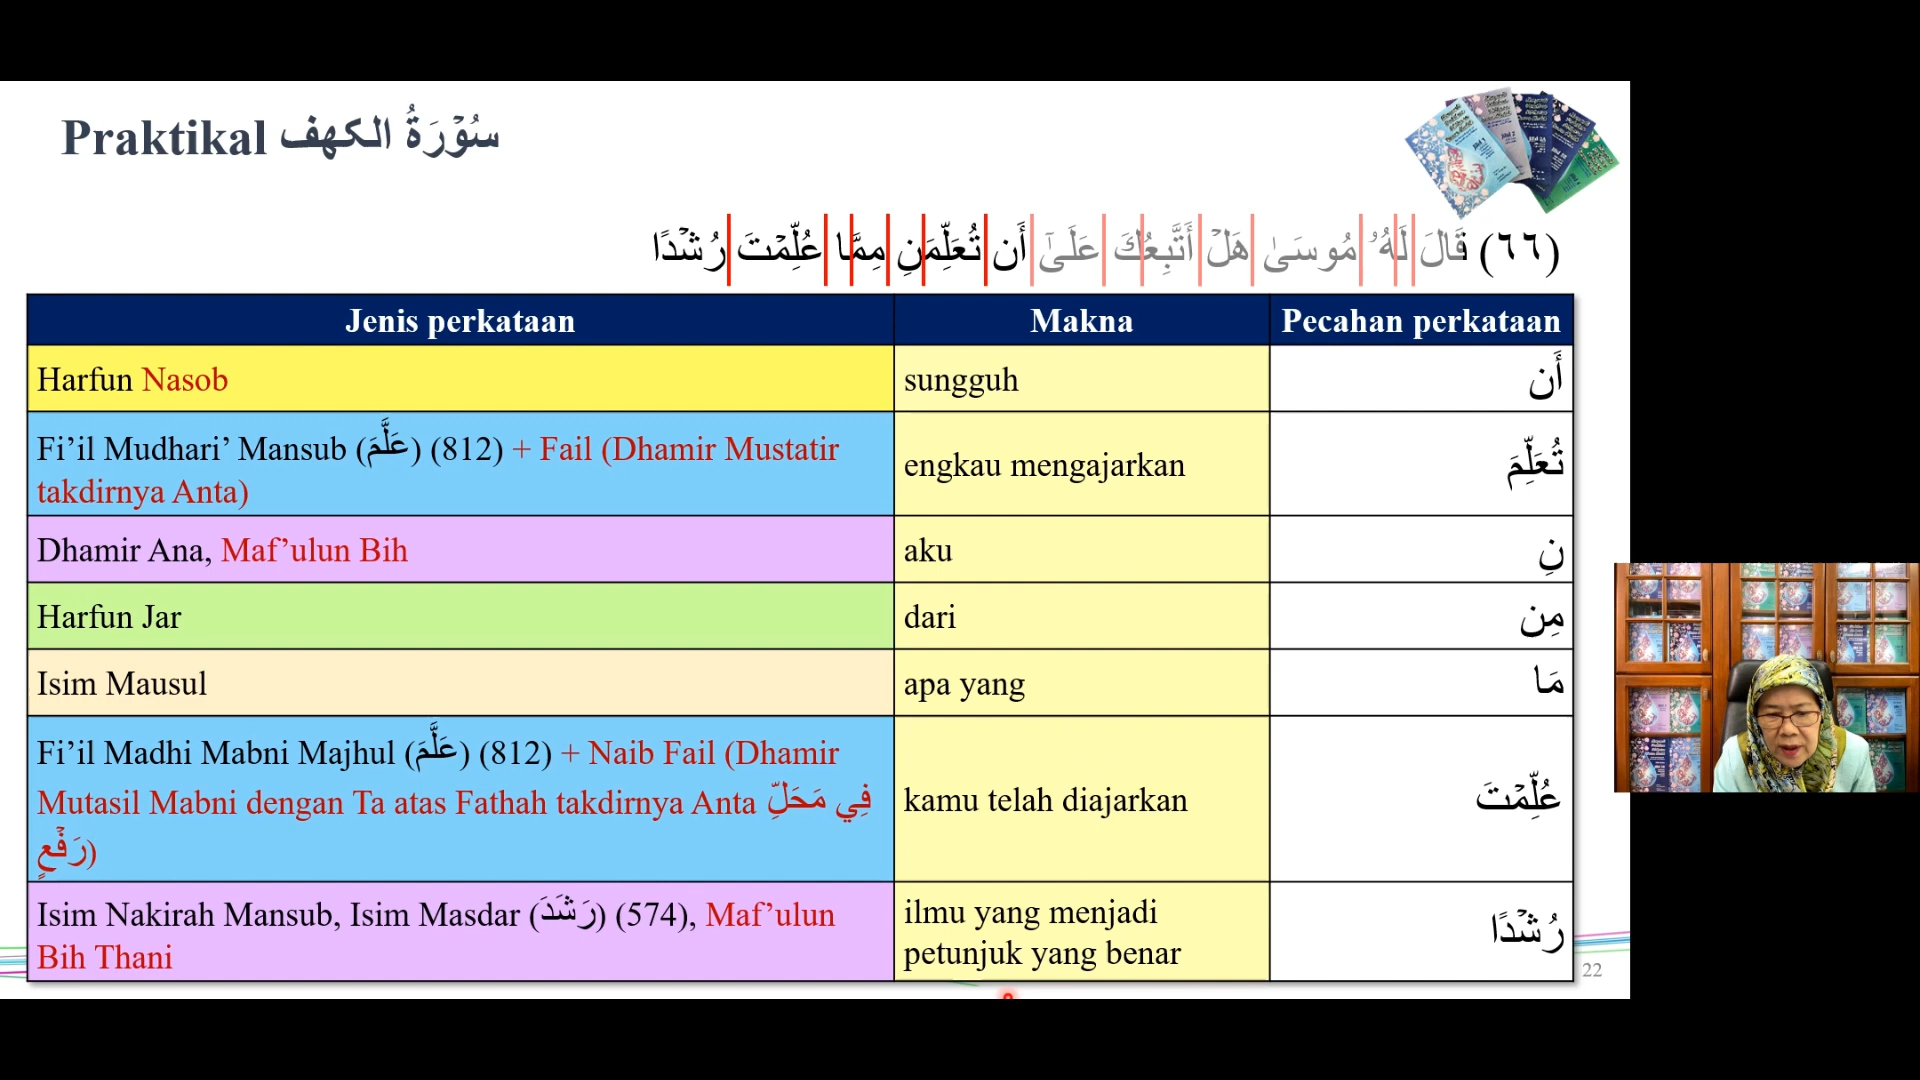 Praktikal سُوْرَةُ الكهف
(٦٦) قَالَ لَهُۥ مُوسَىٰ هَلْ أَتَّبِعُكَ عَلَىٰٓ أَن تُعَلِّمَنِ مِمَّا عُلِّمْتَ رُشْدًا
Jenis perkataan Makna Pecahan perkataan
Harfun Nasob sungguh أَن
Fi’il Mudhari’ Mansub (عَلَّمَ) (812) + Fail (Dhamir Mustatir
takdirnya Anta) engkau mengajarkan تُعَلِّمَ
Dhamir Ana, Maf’ulun Bih aku نِ
Harfun Jar dari مِن
Isim Mausul apa yang مَا
Fi’il Madhi Mabni Majhul (عَلَّمَ) (812) + Naib Fail (Dhamir
Mutasil Mabni dengan Ta atas Fathah takdirnya Anta فِي مَحَلِّ
رَفْعٍ) kamu telah diajarkan عُلِّمْتَ
Isim Nakirah Mansub, Isim Masdar (رَشَدَ) (574), Maf’ulun
Bih Thani
ilmu yang menjadi
petunjuk yang benar
رُشْدًا
22